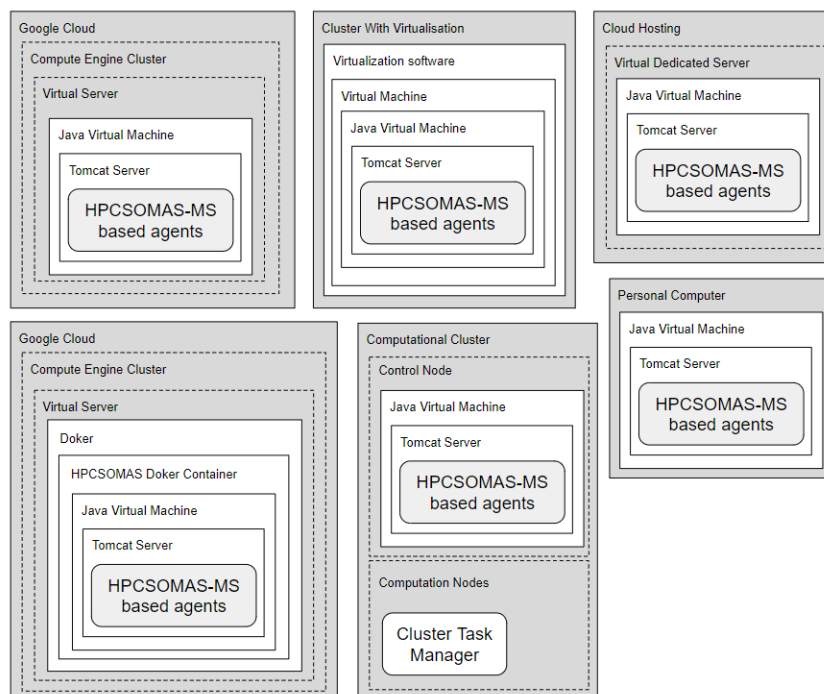 Google Cloud
Compute Engine Cluster
Virtual Server
Java Virtual Machine
Tomcat Server
HPCSOMAS-MS
based agents
Cluster With Virtualisation
Virtualization software
Virtual Machine
Java Virtual Machine
Tomcat Server
HPCSOMAS-MS
based agents
Cloud Hosting
Virtual Dedicated Server
Java Virtual Machine
Tomcat Server
HPCSOMAS-MS
based agents
Google Cloud
Compute Engine Cluster
Virtual Server
Doker
HPCSOMAS Doker Container
Java Virtual Machine
Tomcat Server
HPCSOMAS-MS
based agents
Computational Cluster
Control Node
Java Virtual Machine
Tomcat Server
HPCSOMAS-MS
based agents
Computation Nodes
Cluster Task
Manager
Personal Computer
Java Virtual Machine
Tomcat Server
HPCSOMAS-MS
based agents